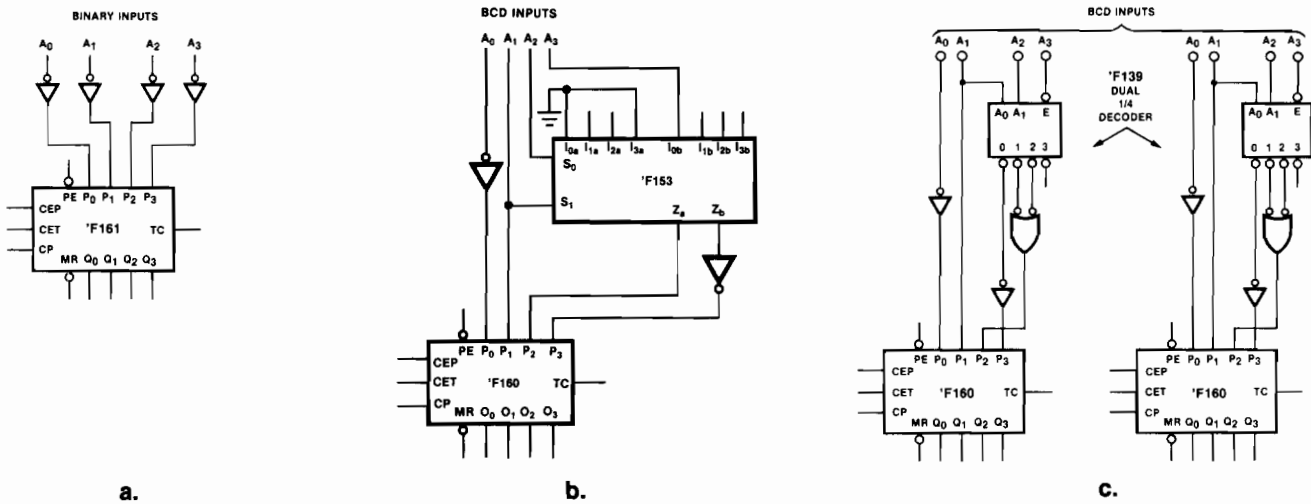 BINARY INPUTS
A0 A1 A2 A3
PE P0 P1 P2 P3
CEP
CET 'F161 TC
CP
MR Q0 Q1 Q2 Q3
a.
BCD INPUTS
A0 A1 A2 A3
I0a I1a I2a I3a I0b I1b I2b I3b
S0
'F153
S1 Za Zb
PE P0 P1 P2 P3
CEP
CET 'F160 TC
CP
MR O0 O1 O2 O3
b.
BCD INPUTS
A0 A1 A2 A3 A0 A1 A2 A3
'F139
DUAL
1/4
DECODER
A0 A1 E
0 1 2 3
A0 A1 E
0 1 2 3
PE P0 P1 P2 P3
CEP
CET 'F160 TC
CP
MR Q0 Q1 Q2 Q3
PE P0 P1 P2 P3
CEP
CET 'F160 TC
CP
MR Q0 Q1 Q2 Q3
c.